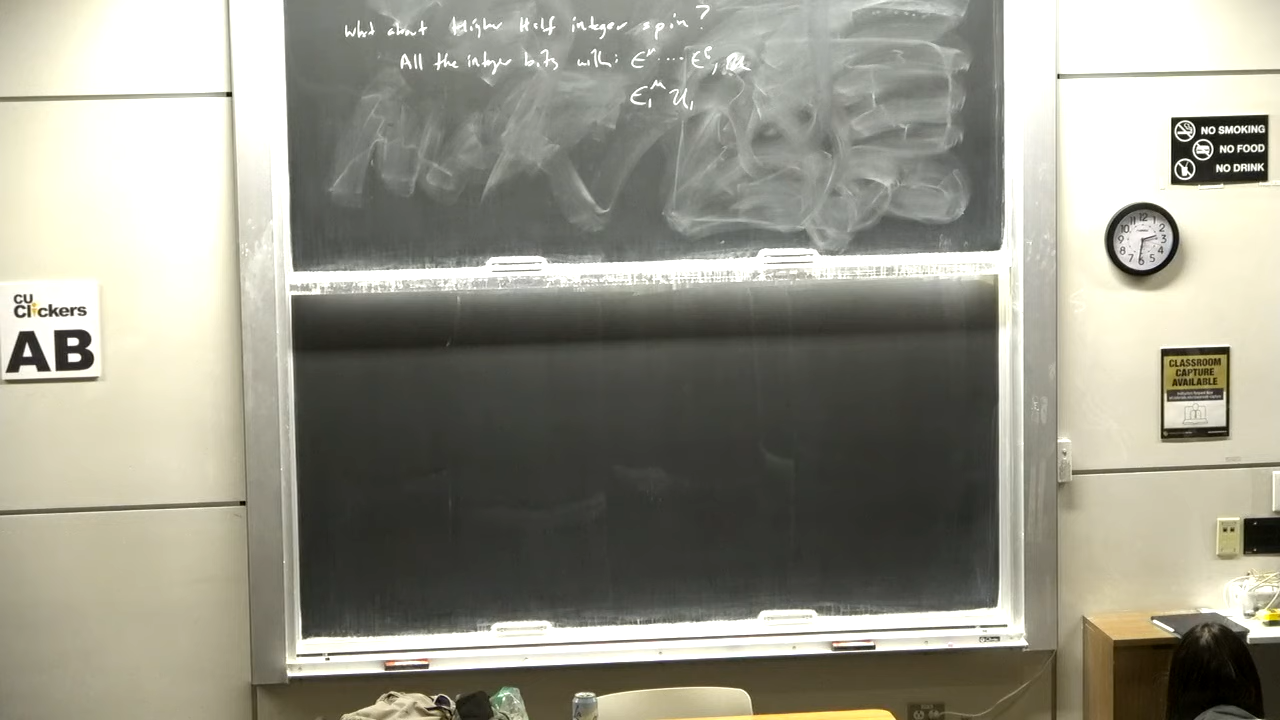 What about Higher Half integer spin?
All the integer bits with: ϵ^μ ... ϵ^ρ, u
ϵ₁^μ u₁
NO SMOKING
NO FOOD
NO DRINK
CU
Clickers
AB
CLASSROOM
CAPTURE
AVAILABLE